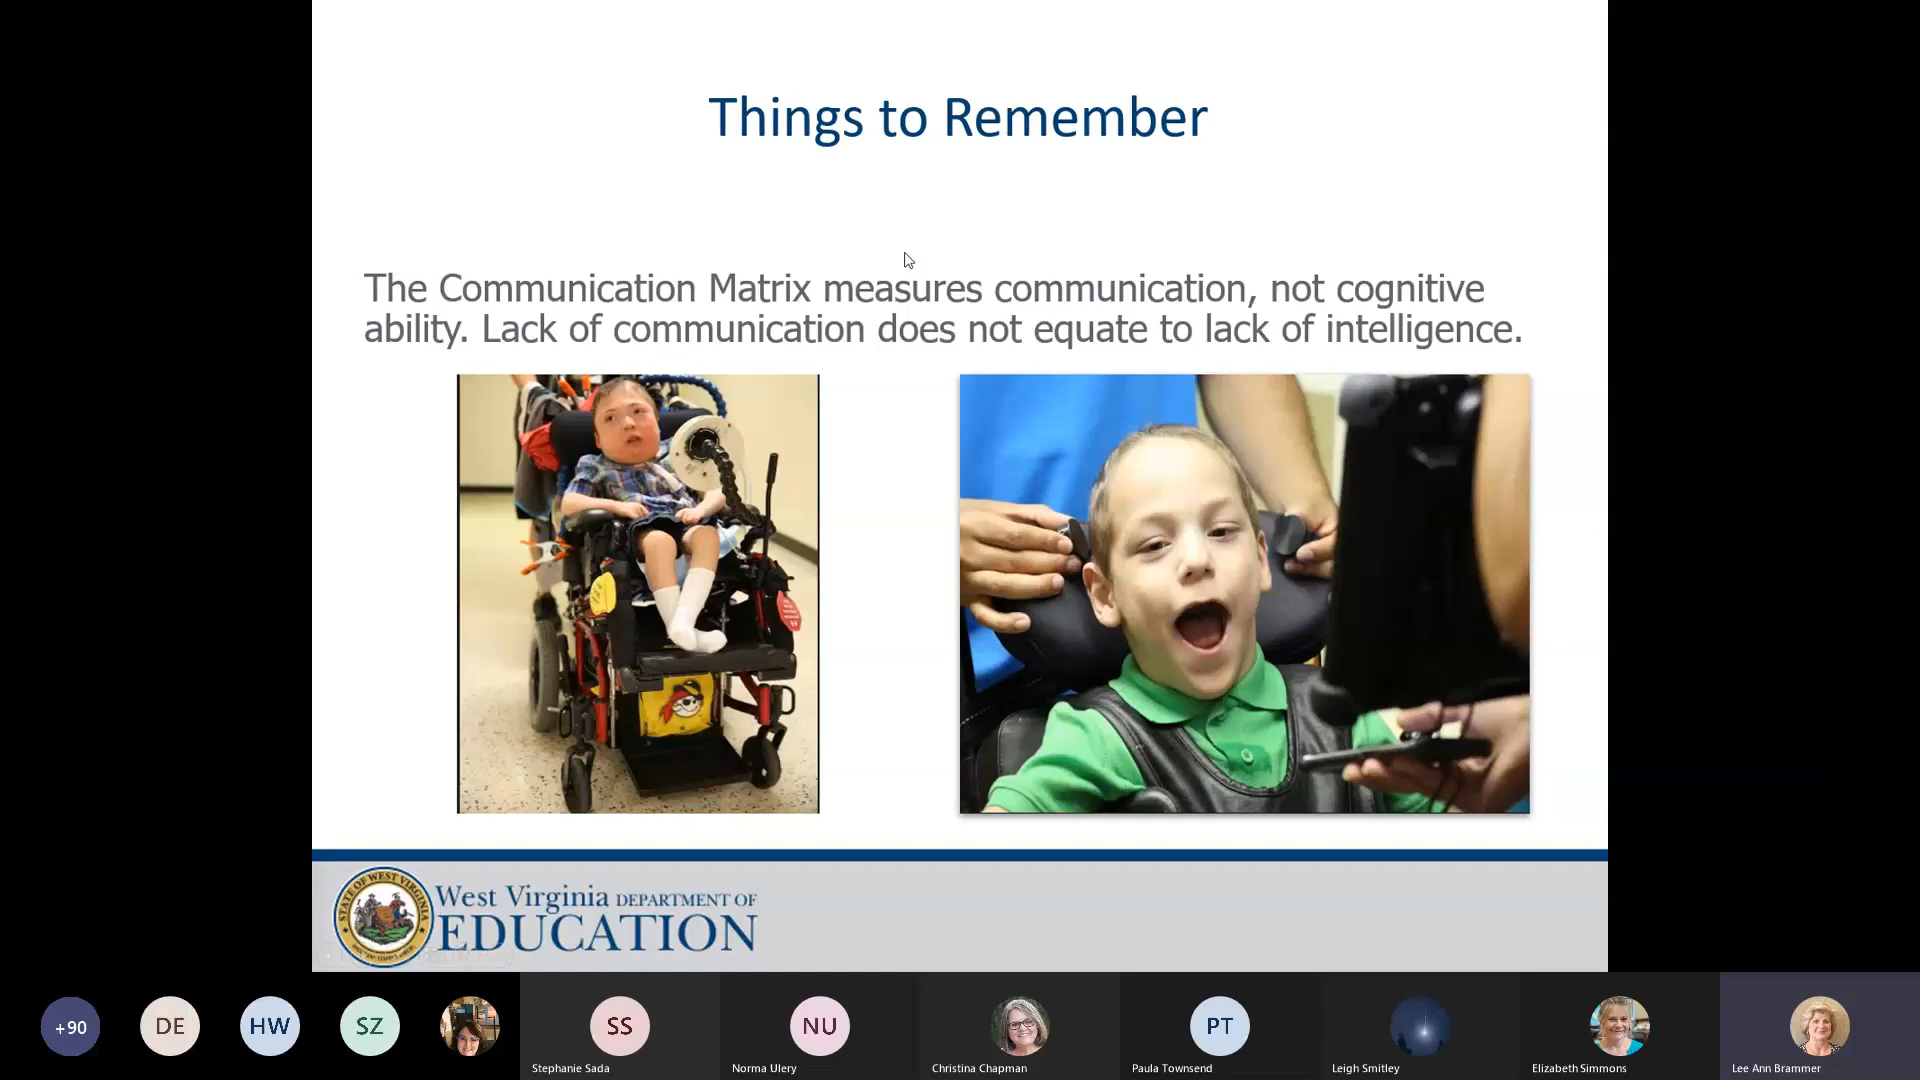 Things to Remember
The Communication Matrix measures communication, not cognitive
ability. Lack of communication does not equate to lack of intelligence.
STATE OF WEST VIRGINIA
West Virginia DEPARTMENT OF
EDUCATION
+90
DE
HW
SZ
SS
NU
PT
Stephanie Sada
Norma Ulery
Christina Chapman
Paula Townsend
Leigh Smitley
Elizabeth Simmons
Lee Ann Brammer